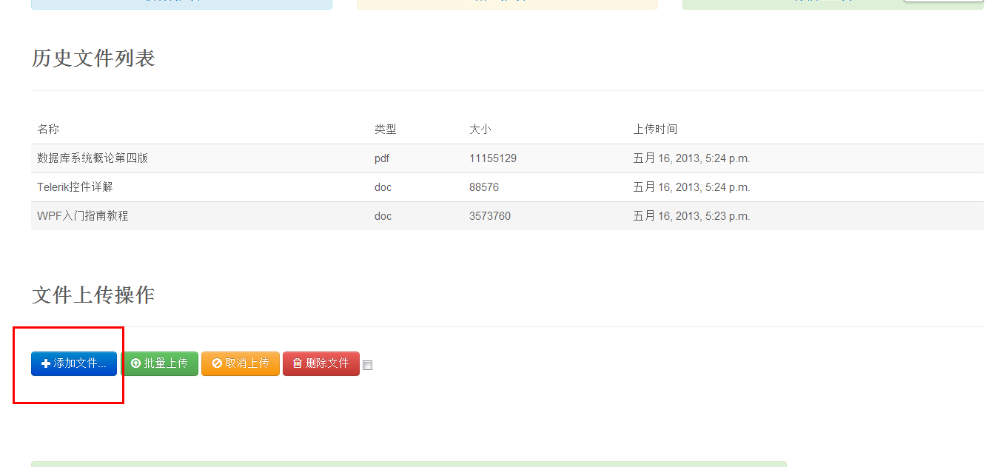 历史文件列表
名称 类型 大小 上传时间
数据库系统概论第四版 pdf 11155129 五月 16, 2013, 5:24 p.m.
Telerik控件详解 doc 88576 五月 16, 2013, 5:24 p.m.
WPF入门指南教程 doc 3573760 五月 16, 2013, 5:23 p.m.
文件上传操作
添加文件... 批量上传 取消上传 删除文件